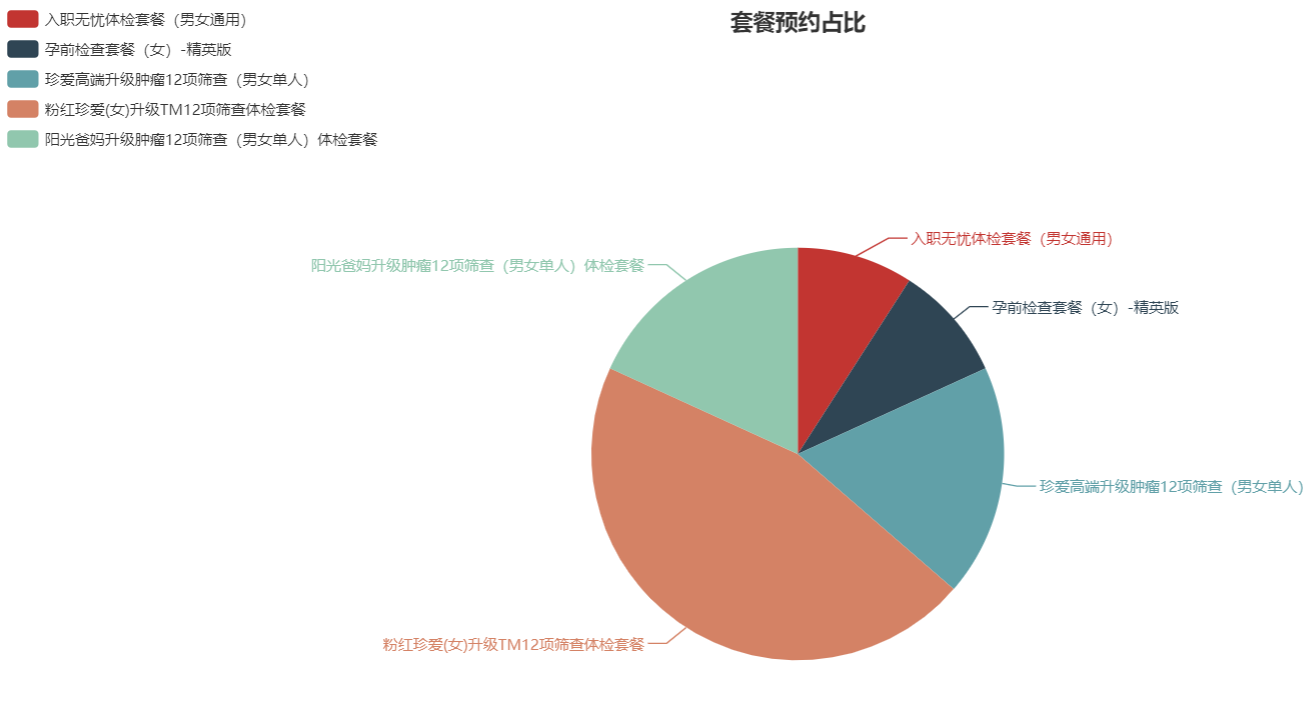 入职无忧体检套餐（男女通用）
孕前检查套餐（女）-精英版
珍爱高端升级肿瘤12项筛查（男女单人）
粉红珍爱(女)升级TM12项筛查体检套餐
阳光爸妈升级肿瘤12项筛查（男女单人）体检套餐
套餐预约占比
入职无忧体检套餐（男女通用）
阳光爸妈升级肿瘤12项筛查（男女单人）体检套餐
孕前检查套餐（女）-精英版
珍爱高端升级肿瘤12项筛查（男女单人）
粉红珍爱(女)升级TM12项筛查体检套餐